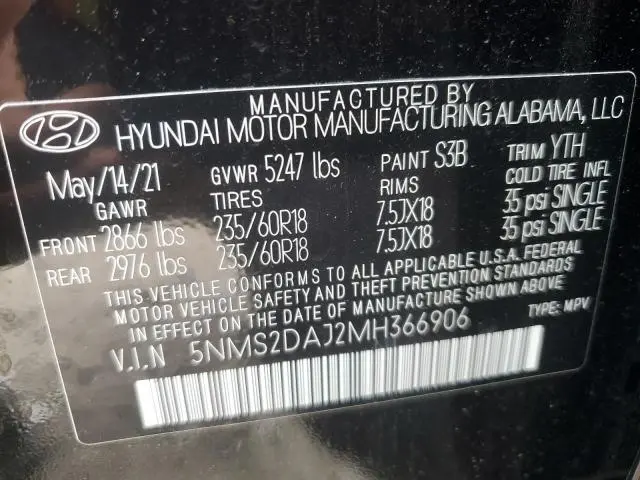 MANUFACTURED BY
HYUNDAI MOTOR MANUFACTURING ALABAMA, LLC
May/14/21 GVWR 5247 lbs PAINT S3B TRIM YTH
GAWR TIRES RIMS COLD TIRE INFL
FRONT 2866 lbs 235/60R18 7.5JX18 35 psi SINGLE
REAR 2976 lbs 235/60R18 7.5JX18 35 psi SINGLE
THIS VEHICLE CONFORMS TO ALL APPLICABLE U.S.A. FEDERAL
MOTOR VEHICLE SAFETY AND THEFT PREVENTION STANDARDS
IN EFFECT ON THE DATE OF MANUFACTURE SHOWN ABOVE
V.I.N 5NMS2DAJ2MH366906 TYPE: MPV